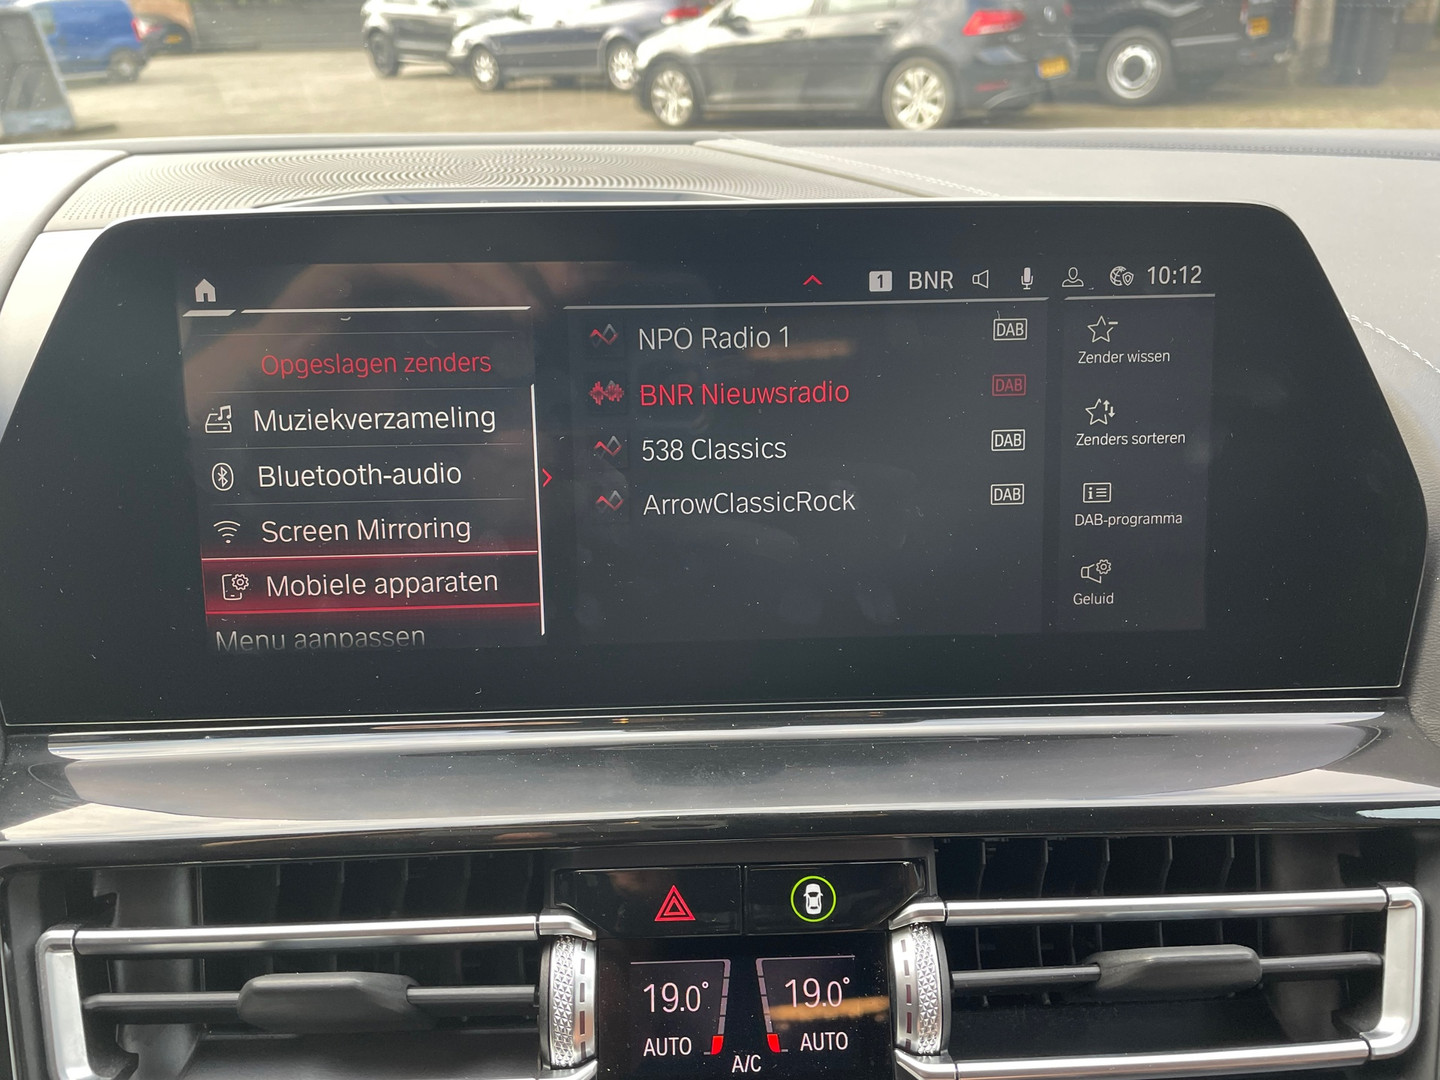 1 BNR 10:12
Opgeslagen zenders
Muziekverzameling
Bluetooth-audio
Screen Mirroring
Mobiele apparaten
Menu aanpassen
NPO Radio 1 DAB
BNR Nieuwsradio DAB
538 Classics DAB
ArrowClassicRock DAB
Zender wissen
Zenders sorteren
DAB-programma
Geluid
19.0° 19.0°
AUTO AUTO
A/C